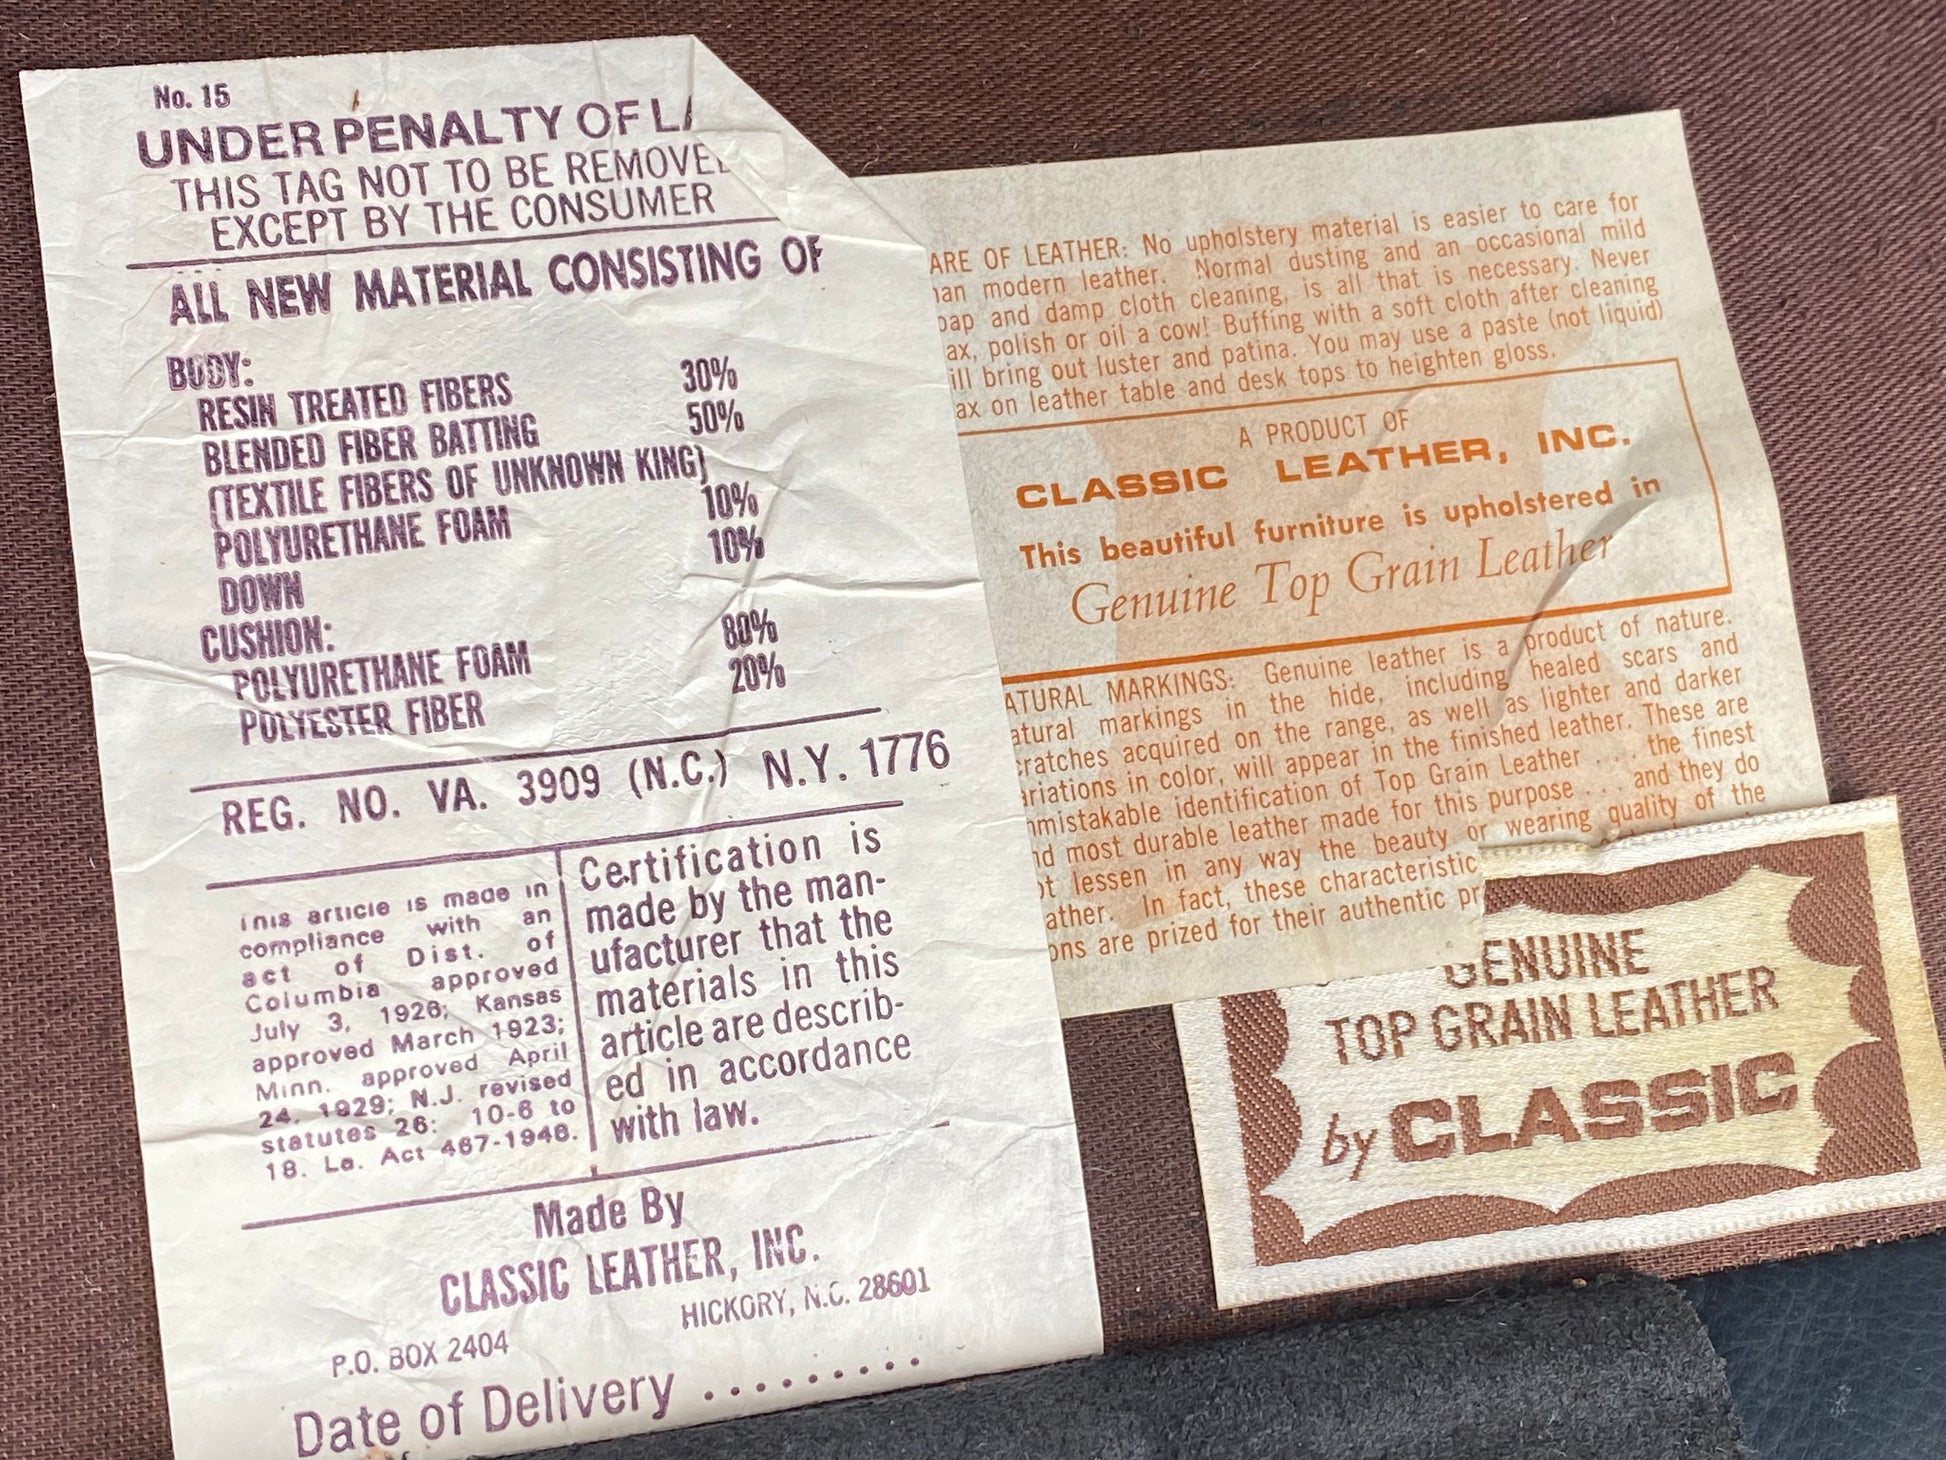 No. 15
UNDER PENALTY OF LA
THIS TAG NOT TO BE REMOVED
EXCEPT BY THE CONSUMER
ALL NEW MATERIAL CONSISTING OF
BODY:
RESIN TREATED FIBERS 30%
BLENDED FIBER BATTING 50%
(TEXTILE FIBERS OF UNKNOWN KING)
POLYURETHANE FOAM 10%
DOWN 10%
CUSHION:
POLYURETHANE FOAM 80%
POLYESTER FIBER 20%
REG. NO. VA. 3909 (N.C.) N.Y. 1776
This article is made in
compliance with an
act of Dist. of
Columbia approved
July 3, 1926; Kansas
approved March 1923;
Minn. approved April
24, 1929; N.J. revised
statutes 26: 10-6 to
18. La. Act 467-1948.
Certification is
made by the man-
ufacturer that the
materials in this
article are describ-
ed in accordance
with law.
Made By
CLASSIC LEATHER, INC.
P.O. BOX 2404 HICKORY, N.C. 28601
Date of Delivery ........
ARE OF LEATHER: No upholstery material is easier to care for
han modern leather. Normal dusting and an occasional mild
oap and damp cloth cleaning, is all that is necessary. Never
ax, polish or oil a cow! Buffing with a soft cloth after cleaning
ill bring out luster and patina. You may use a paste (not liquid)
ax on leather table and desk tops to heighten gloss.
A PRODUCT OF
CLASSIC LEATHER, INC.
This beautiful furniture is upholstered in
Genuine Top Grain Leather
ATURAL MARKINGS: Genuine leather is a product of nature.
atural markings in the hide, including healed scars and
cratches acquired on the range, as well as lighter and darker
ariations in color, will appear in the finished leather. These are
nmistakable identification of Top Grain Leather . . . the finest
nd most durable leather made for this purpose . . . and they do
ot lessen in any way the beauty or wearing quality of the
ather. In fact, these characteristic
ons are prized for their authentic pr
GENUINE
TOP GRAIN LEATHER
by CLASSIC